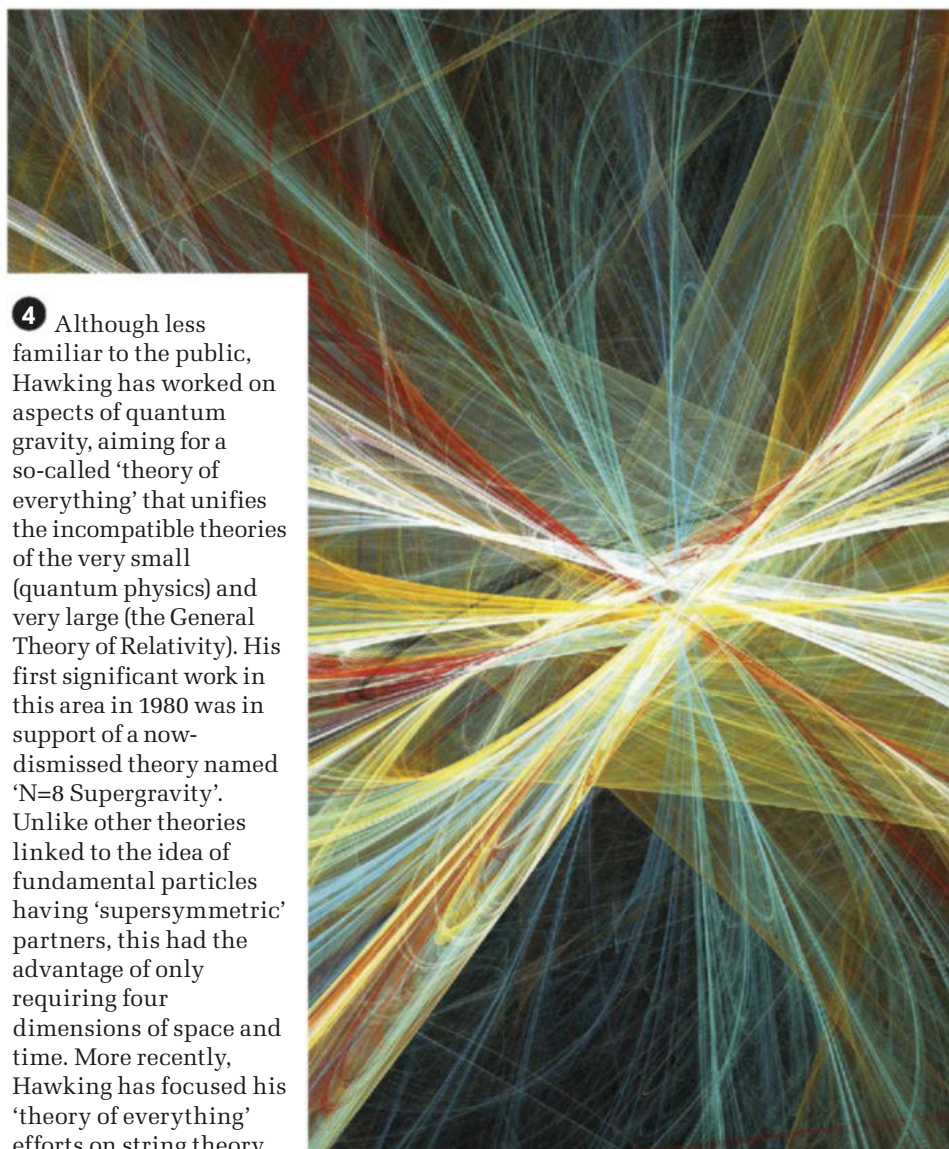 4 Although less
familiar to the public,
Hawking has worked on
aspects of quantum
gravity, aiming for a
so-called ‘theory of
everything’ that unifies
the incompatible theories
of the very small
(quantum physics) and
very large (the General
Theory of Relativity). His
first significant work in
this area in 1980 was in
support of a now-
dismissed theory named
‘N=8 Supergravity’.
Unlike other theories
linked to the idea of
fundamental particles
having ‘supersymmetric’
partners, this had the
advantage of only
requiring four
dimensions of space and
time. More recently,
Hawking has focused his
‘theory of everything’
efforts on string theory